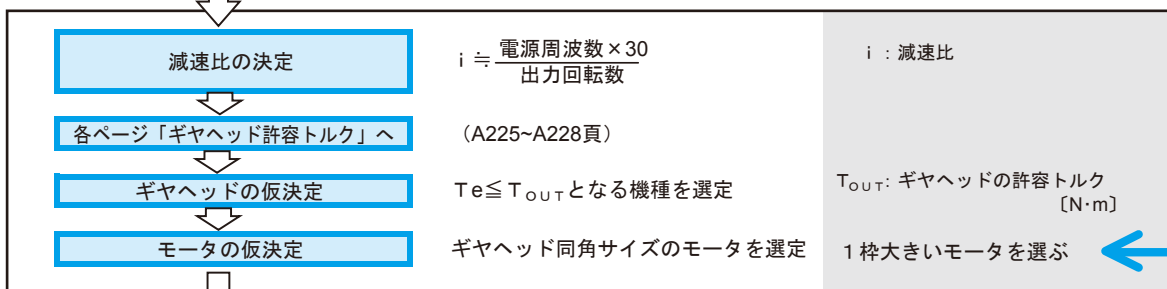 減速比の決定
i ≒ 電源周波数×30
出力回転数
i : 減速比
各ページ「ギヤヘッド許容トルク」へ
（A225~A228頁）
ギヤヘッドの仮決定
Te≦TOUTとなる機種を選定
TOUT: ギヤヘッドの許容トルク
〔N·m〕
モータの仮決定
ギヤヘッド同角サイズのモータを選定
1枠大きいモータを選ぶ